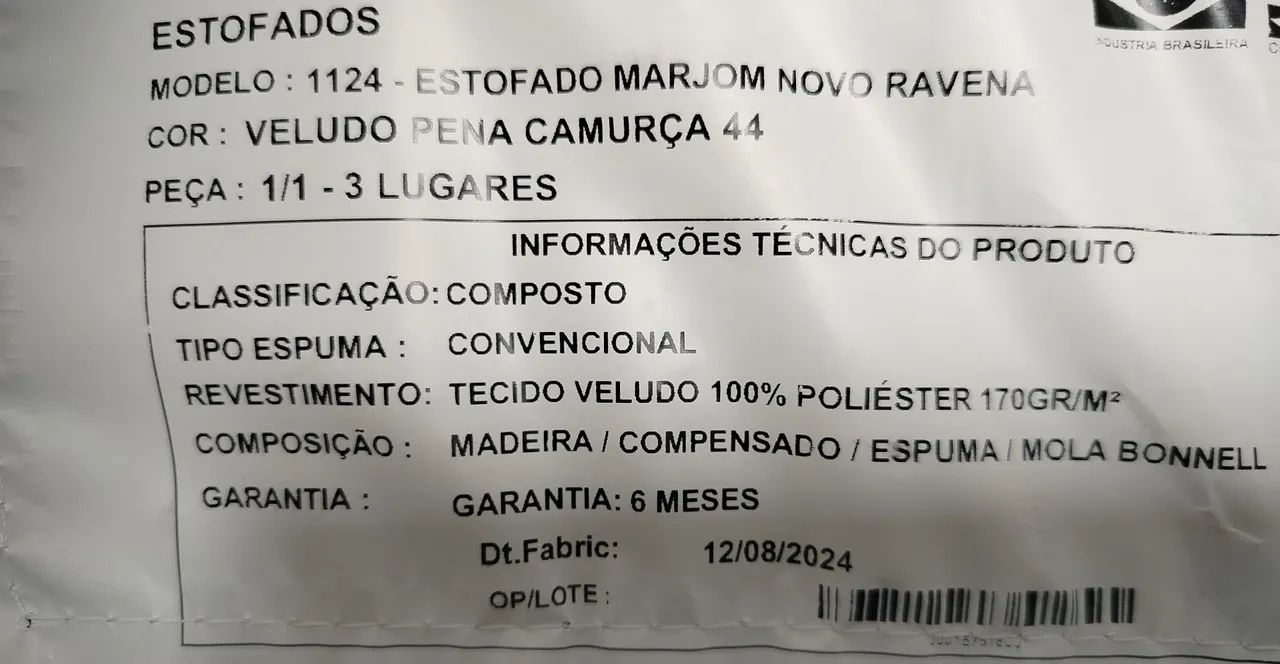 ESTOFADOS
INDUSTRIA BRASILEIRA
MODELO : 1124 - ESTOFADO MARJOM NOVO RAVENA
COR : VELUDO PENA CAMURÇA 44
PEÇA : 1/1 - 3 LUGARES
INFORMAÇÕES TÉCNICAS DO PRODUTO
CLASSIFICAÇÃO: COMPOSTO
TIPO ESPUMA : CONVENCIONAL
REVESTIMENTO: TECIDO VELUDO 100% POLIÉSTER 170GR/M²
COMPOSIÇÃO : MADEIRA / COMPENSADO / ESPUMA / MOLA BONNELL
GARANTIA : GARANTIA: 6 MESES
Dt.Fabric: 12/08/2024
OP/LOTE :